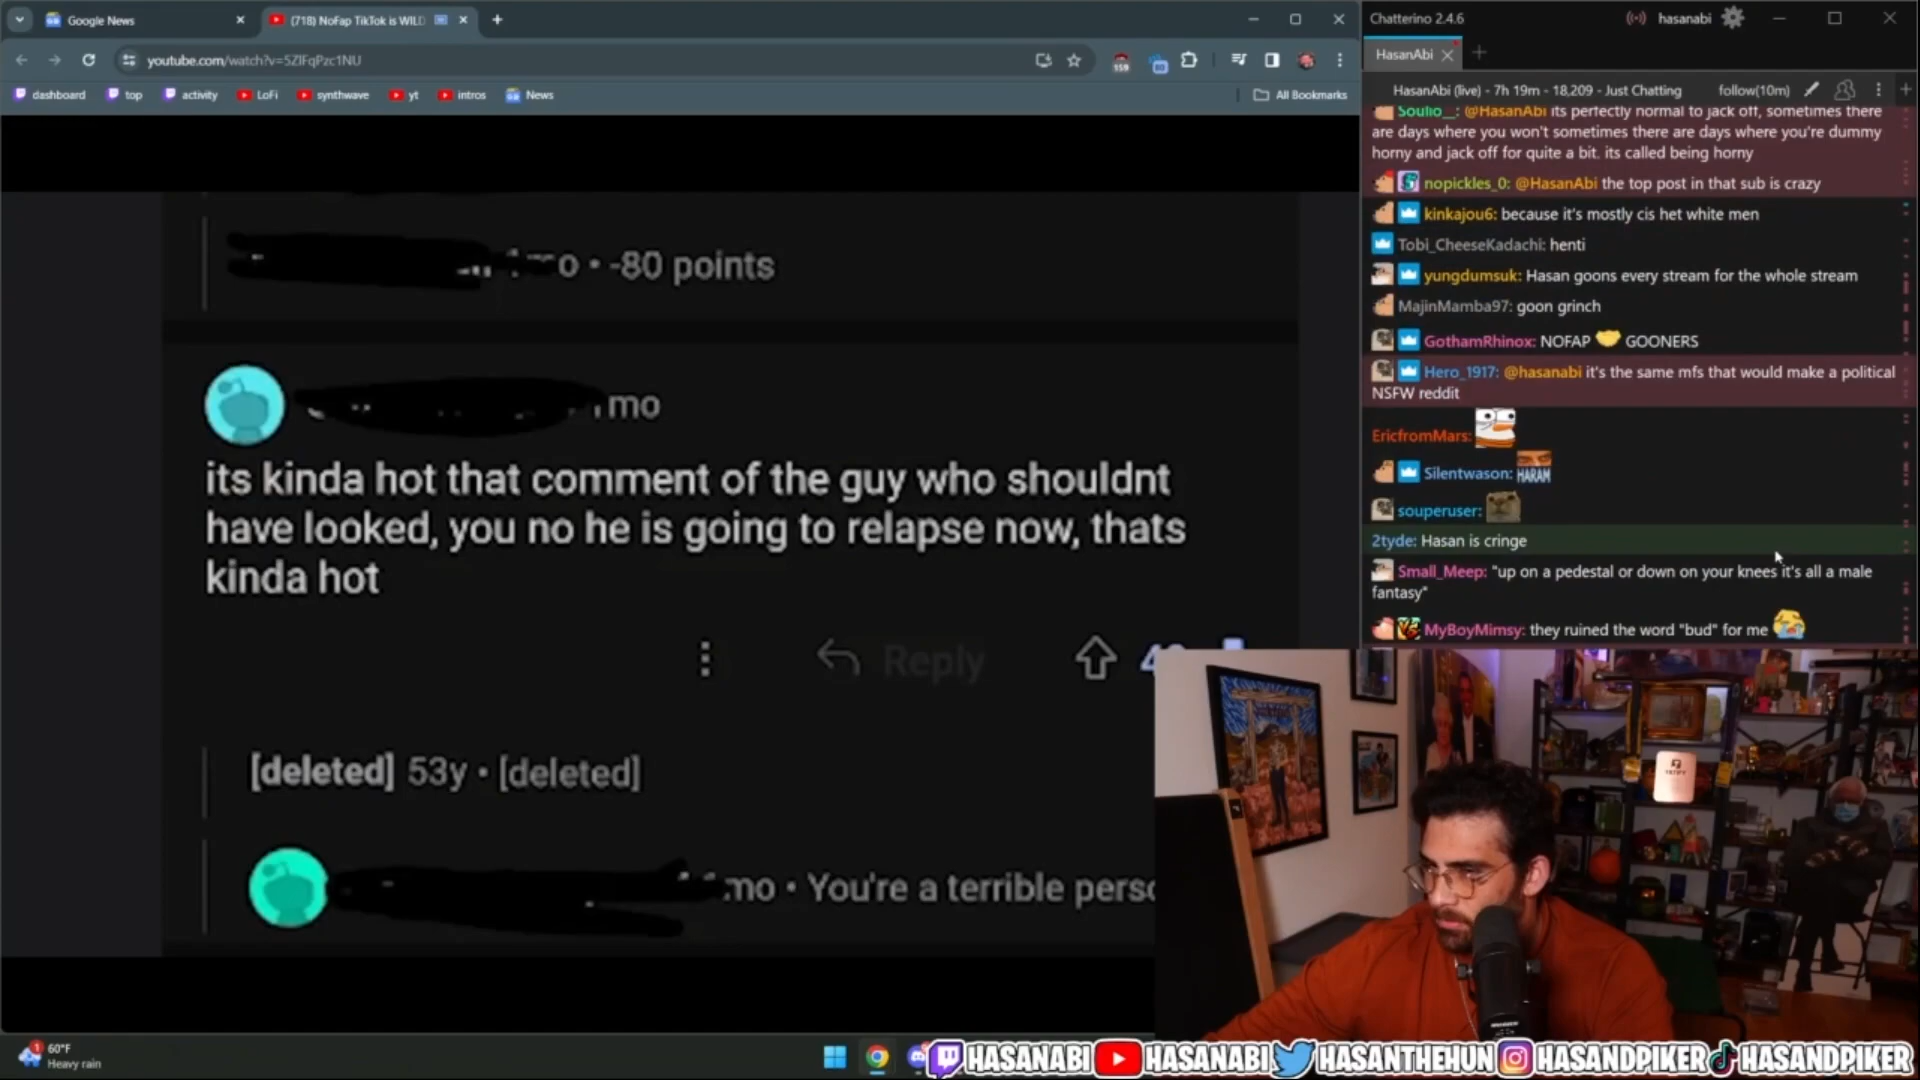 Google News
(718) NoFap TikTok is WILD
youtube.com/watch?v=5ZlFqPzc1NU
159
dashboard
top
activity
LoFi
synthwave
yt
intros
News
All Bookmarks
mo • -80 points
mo
its kinda hot that comment of the guy who shouldnt
have looked, you no he is going to relapse now, thats
kinda hot
Reply
[deleted] 53y • [deleted]
mo • You're a terrible
Chatterino 2.4.6
hasanabi
HasanAbi
HasanAbi (live) - 7h 19m - 18,209 - Just Chatting
follow(10m)
Soulio__: @HasanAbi its perfectly normal to jack off, sometimes there
are days where you won't sometimes there are days where you're dummy
horny and jack off for quite a bit. its called being horny
nopickles_0: @HasanAbi the top post in that sub is crazy
kinkajou6: because it's mostly cis het white men
Tobi_CheeseKadachi: henti
yungdumsuk: Hasan goons every stream for the whole stream
MajinMamba97: goon grinch
GothamRhinox: NOFAP GOONERS
Hero_1917: @hasanabi it's the same mfs that would make a political
NSFW reddit
EricfromMars:
Silentwason: HARAM
souperuser:
2tyde: Hasan is cringe
Small_Meep: "up on a pedestal or down on your knees it's all a male
fantasy"
MyBoyMimsy: they ruined the word "bud" for me
1
60°F
Heavy rain
HASANABI
HASANABI
HASANTHEHUN
HASANDPIKER
HASANDPIKER